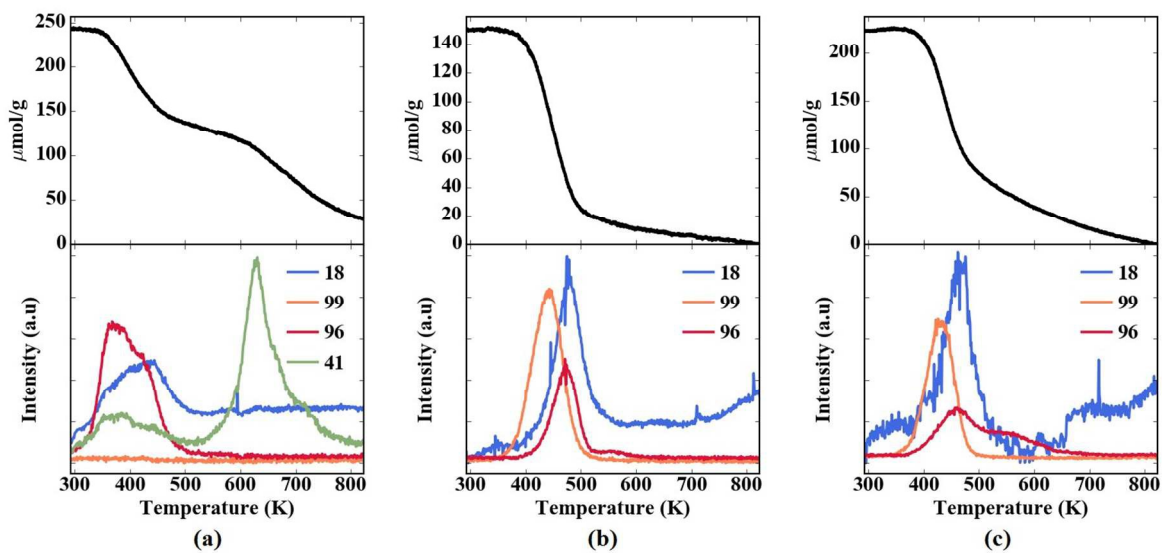 250
200
150
100
50
0
μmol/g
18
99
96
41
Intensity (a.u)
300 400 500 600 700 800
Temperature (K)
(a)
140
120
100
80
60
40
20
0
μmol/g
18
99
96
Intensity (a.u)
300 400 500 600 700 800
Temperature (K)
(b)
200
150
100
50
0
μmol/g
18
99
96
Intensity (a.u)
300 400 500 600 700 800
Temperature (K)
(c)